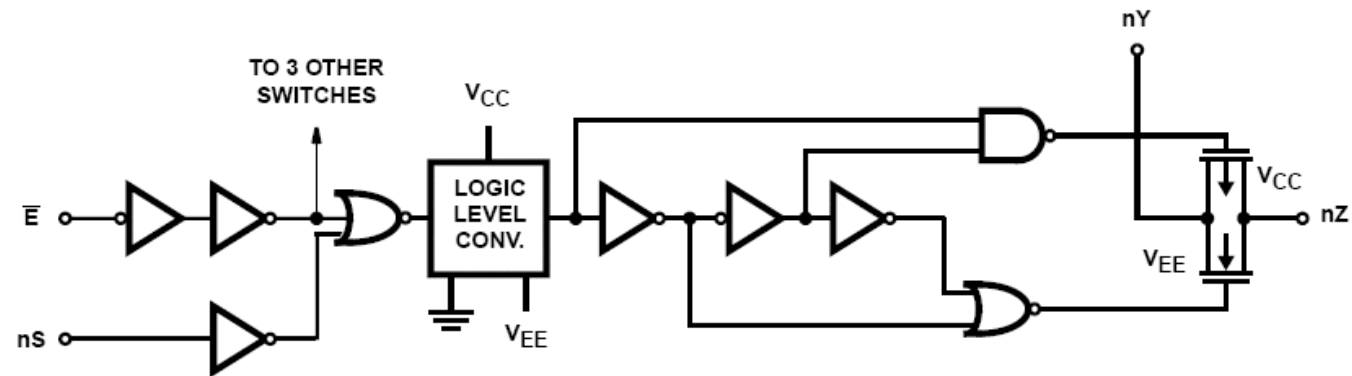 nY
TO 3 OTHER
SWITCHES
VCC
LOGIC
LEVEL
CONV.
VCC
E̅
nZ
VEE
nS
VEE